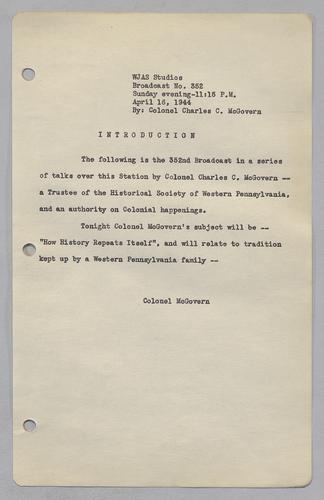 WJAS Studios
Broadcast No. 352
Sunday evening-11:15 P.M.
April 16, 1944
By: Colonel Charles C. McGovern
I N T R O D U C T I O N
The following is the 352nd Broadcast in a series
of talks over this Station by Colonel Charles C. McGovern --
a Trustee of the Historical Society of Western Pennsylvania,
and an authority on Colonial happenings.
Tonight Colonel McGovern's subject will be --
"How History Repeats Itself", and will relate to tradition
kept up by a Western Pennsylvania family --
Colonel McGovern